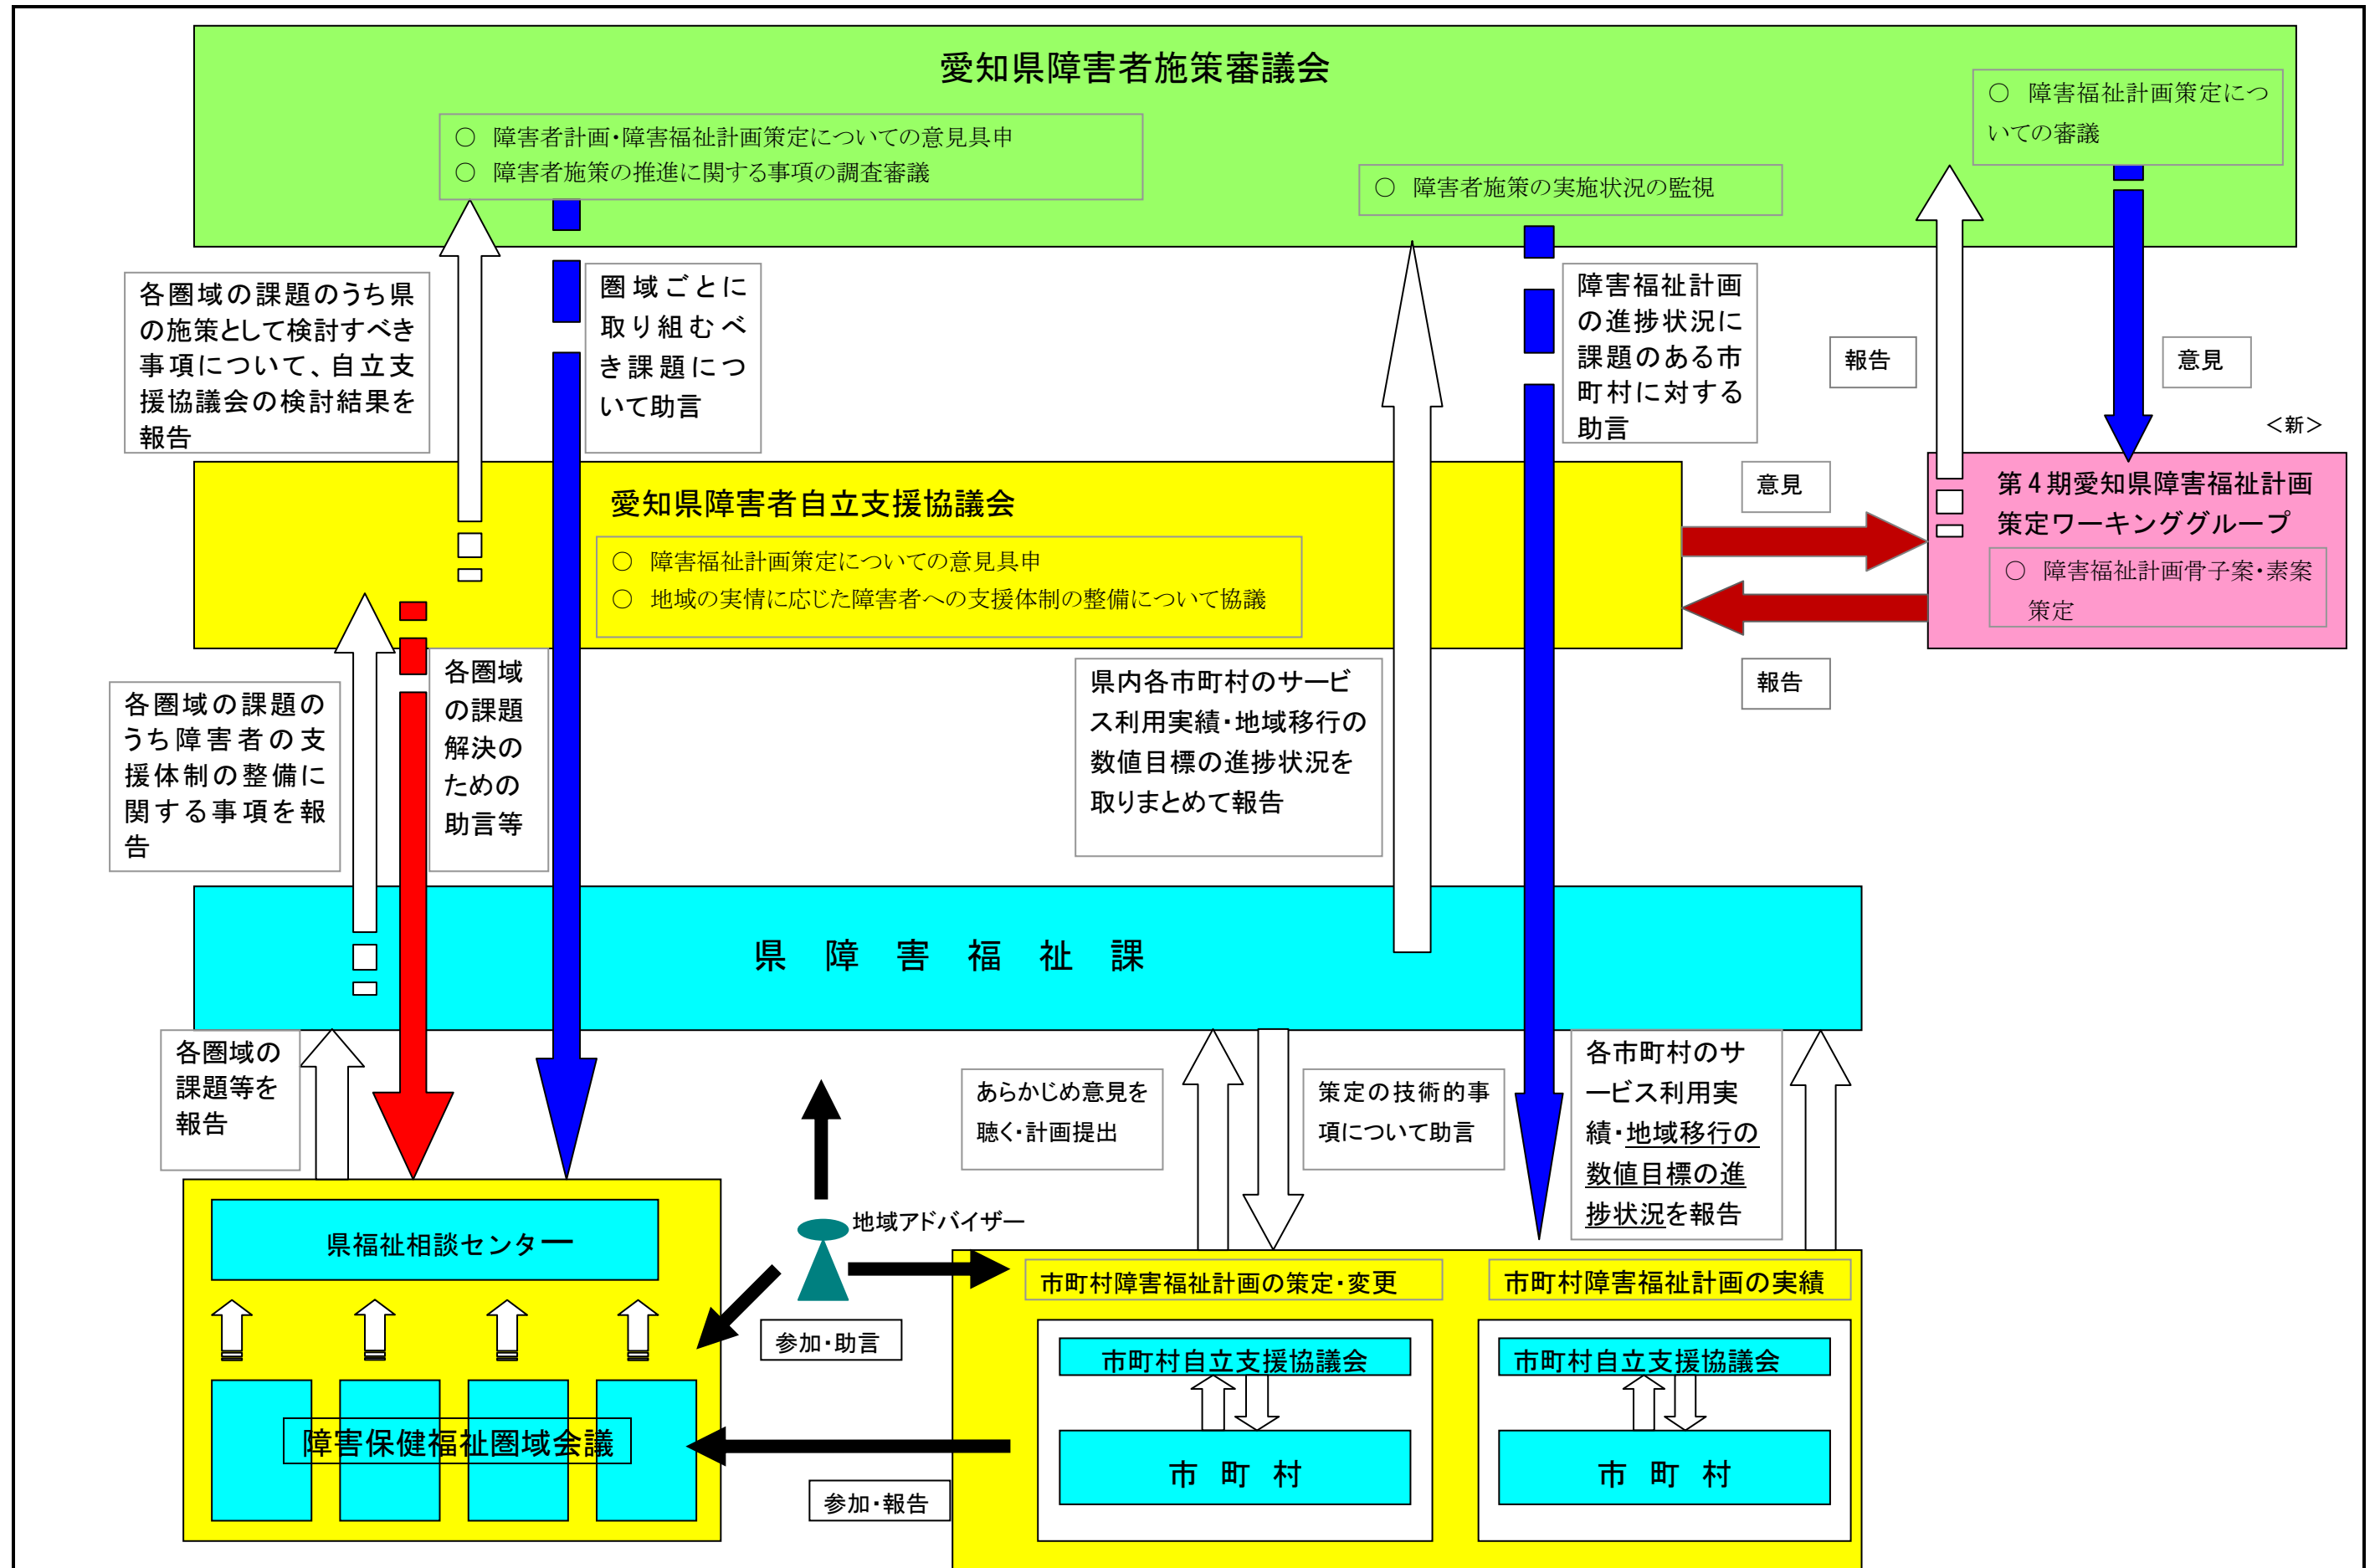 愛知県障害者施策審議会
○ 障害者計画・障害福祉計画策定についての意見具申
○ 障害者施策の推進に関する事項の調査審議
○ 障害者施策の実施状況の監視
○ 障害福祉計画策定につ
いての審議
各圏域の課題のうち県
の施策として検討すべき
事項について、自立支
援協議会の検討結果を
報告
圏域ごとに
取り組むべ
き課題につ
いて助言
障害福祉計画
の進捗状況に
課題のある市
町村に対する
助言
報告
意見
＜新＞
愛知県障害者自立支援協議会
○ 障害福祉計画策定についての意見具申
○ 地域の実情に応じた障害者への支援体制の整備について協議
意見
報告
第4期愛知県障害福祉計画
策定ワーキンググループ
○ 障害福祉計画骨子案・素案
策定
各圏域の課題の
うち障害者の支
援体制の整備に
関する事項を報
告
各圏域
の課題
解決の
ための
助言等
県内各市町村のサービ
ス利用実績・地域移行の
数値目標の進捗状況を
取りまとめて報告
県 障 害 福 祉 課
各圏域の
課題等を
報告
あらかじめ意見を
聴く・計画提出
策定の技術的事
項について助言
各市町村のサ
ービス利用実
績・地域移行の
数値目標の進
捗状況を報告
県福祉相談センター
地域アドバイザー
参加・助言
障害保健福祉圏域会議
参加・報告
市町村障害福祉計画の策定・変更
市町村自立支援協議会
市 町 村
市町村障害福祉計画の実績
市町村自立支援協議会
市 町 村